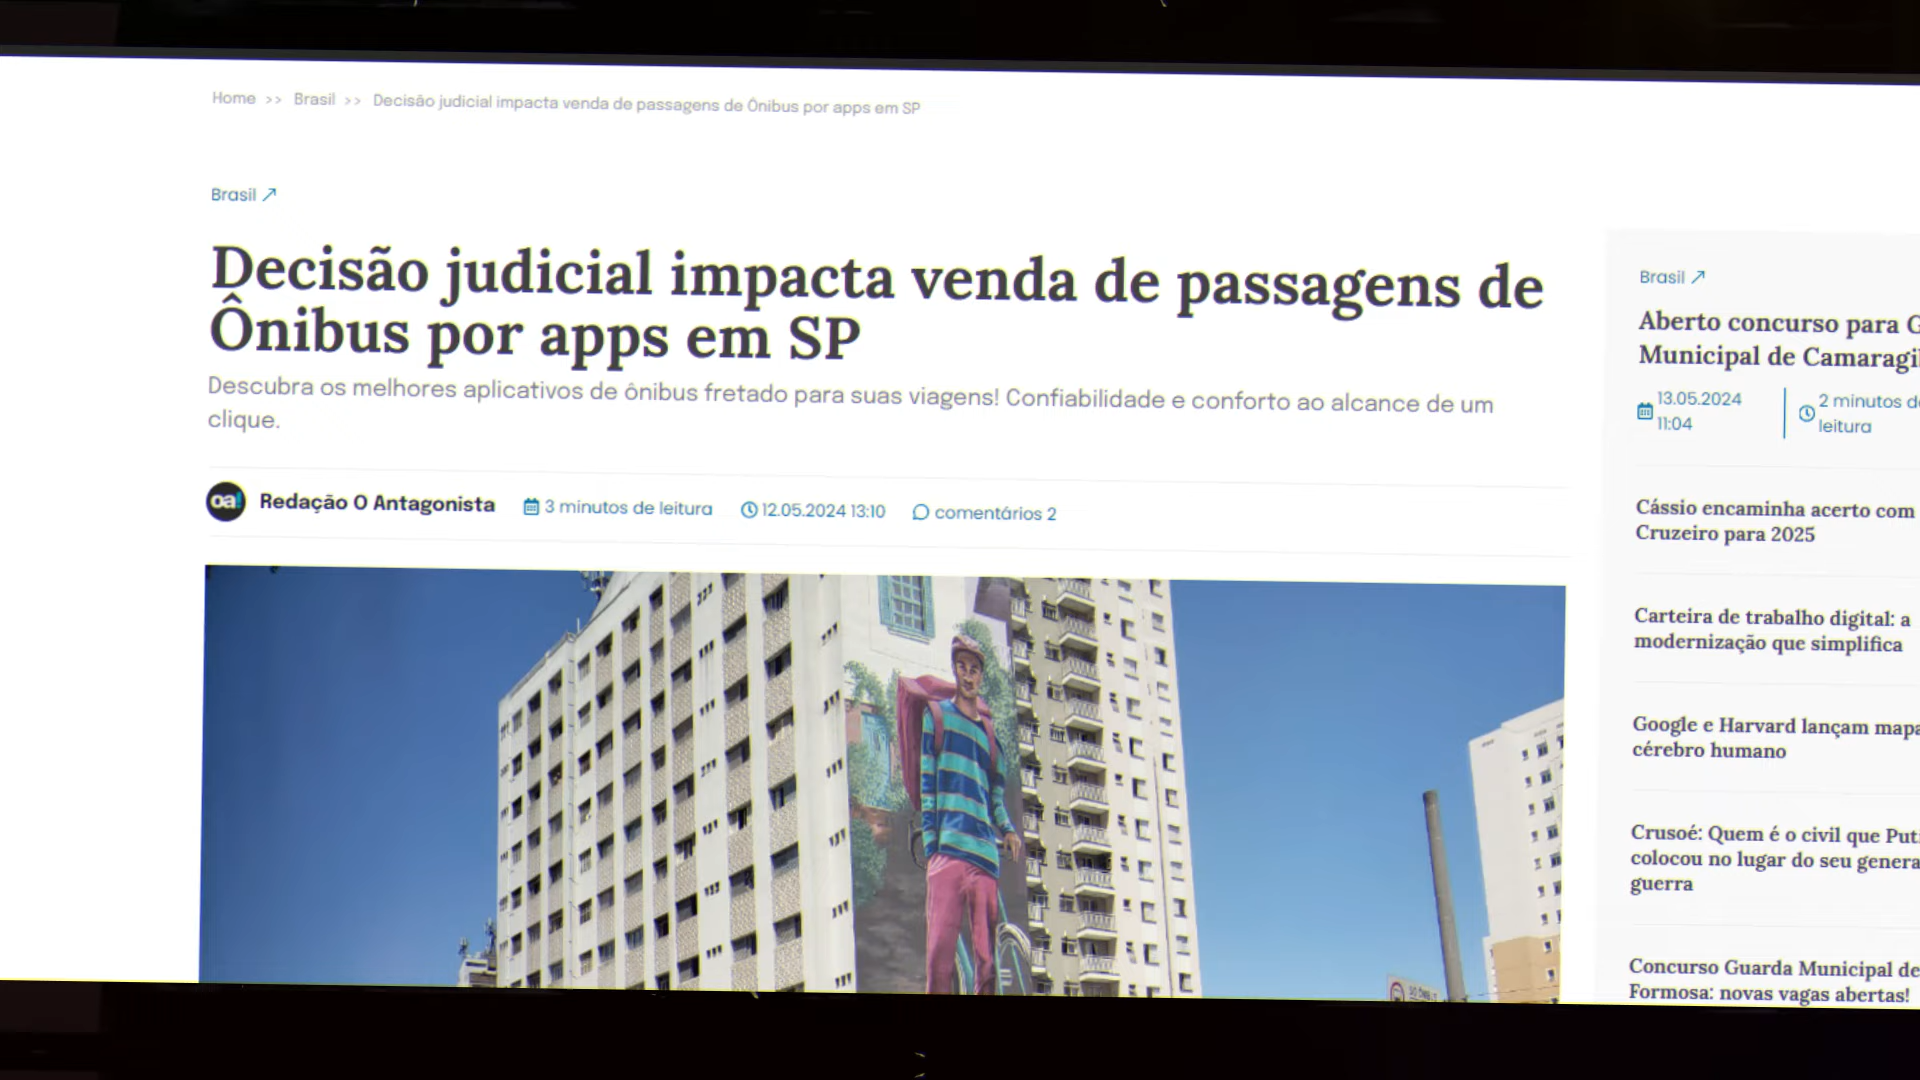 Home >> Brasil >> Decisão judicial impacta venda de passagens de Ônibus por apps em SP
Brasil
Decisão judicial impacta venda de passagens de
Ônibus por apps em SP
Descubra os melhores aplicativos de ônibus fretado para suas viagens! Confiabilidade e conforto ao alcance de um
clique.
oa!
Redação O Antagonista
3 minutos de leitura
12.05.2024 13:10
comentários 2
Brasil
Aberto concurso para G
Municipal de
13.05.2024
11:04
2 minutos
leitura
Cássio encaminha acerto com
Cruzeiro para 2025
Carteira de trabalho digital: a
modernização que simplifica
Google e Harvard lançam mapa
cérebro humano
Crusoé: Quem é o civil que
colocou no lugar do seu
guerra
Concurso Guarda Municipal de
Formosa: novas vagas abertas!